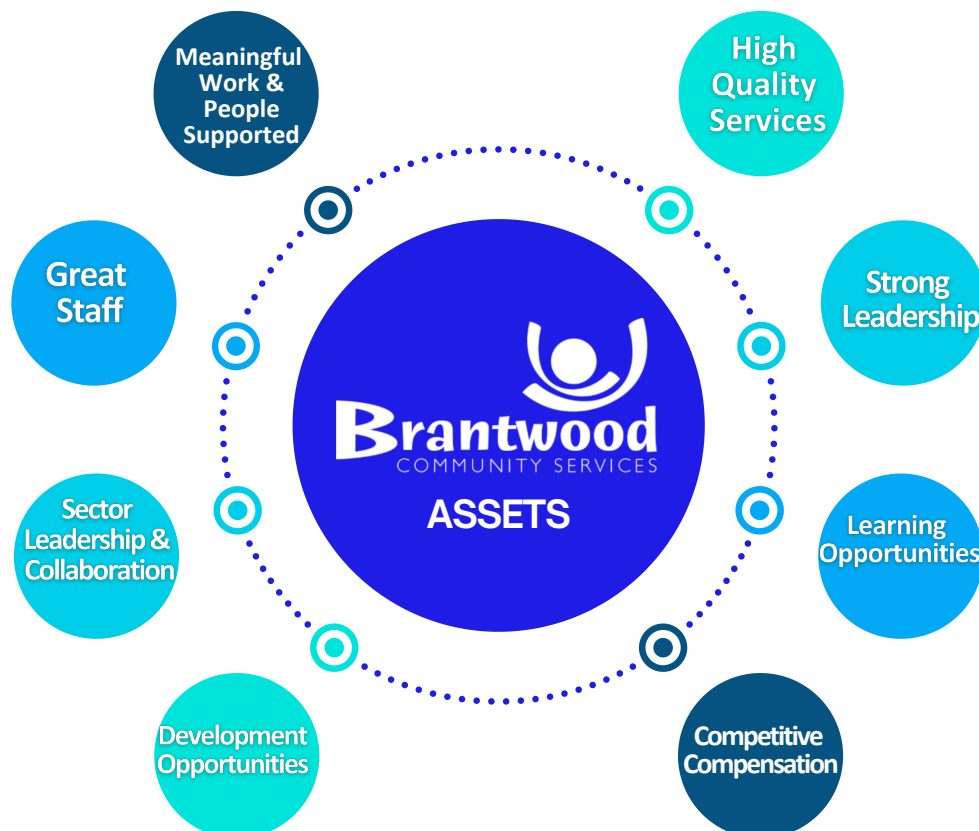 Meaningful
Work &
People
Supported
High
Quality
Services
Great
Staff
Strong
Leadership
Brantwood
COMMUNITY SERVICES
ASSETS
Sector
Leadership &
Collaboration
Learning
Opportunities
Development
Opportunities
Competitive
Compensation